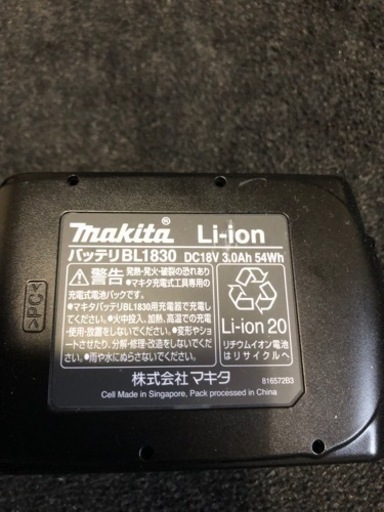 makita® Li-ion
バッテリBL1830 DC18V 3.0Ah 54Wh
⚠警告 発熱・発火・破裂の恐れあり
●マキタ充電式工具専用の
充電式電池パックです。
●マキタバッテリBL1830用充電器で充電し
てください。●火中投入、加熱、高温での充電
・使用・放置をしないでください。●変形やショ
ートさせたり、分解・修理・改造をしないでく
ださい。●雨や水にぬらさないでください。
Li-ion 20
リチウムイオン電池
はリサイクルへ
株式会社マキタ
816572B3
Cell Made in Singapore, Pack processed in China
>PC<